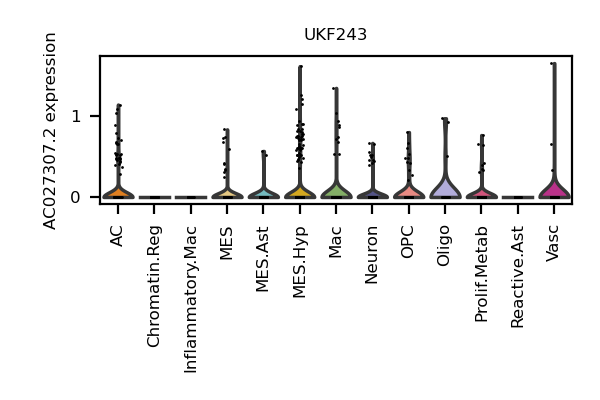 UKF243
AC027307.2 expression
1
0
AC
Chromatin.Reg
Inflammatory.Mac
MES
MES.Ast
MES.Hyp
Mac
Neuron
OPC
Oligo
Prolif.Metab
Reactive.Ast
Vasc